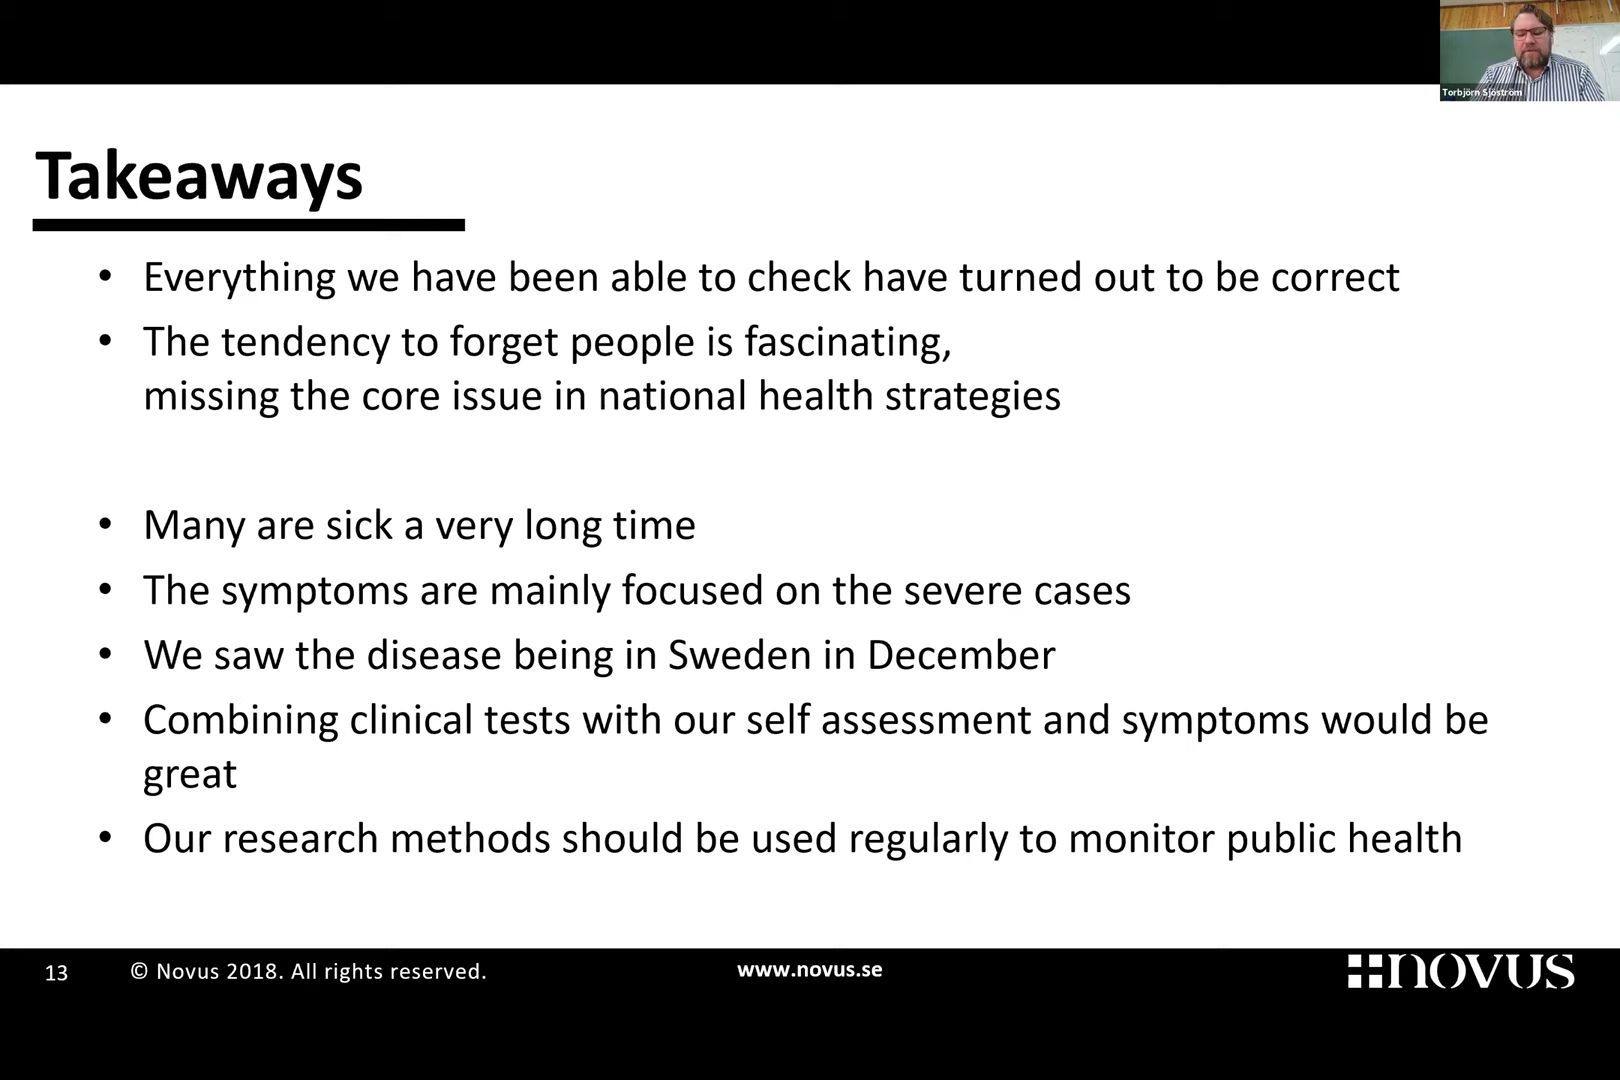 Torbjörn Sjöström
Takeaways
• Everything we have been able to check have turned out to be correct
• The tendency to forget people is fascinating,
missing the core issue in national health strategies
• Many are sick a very long time
• The symptoms are mainly focused on the severe cases
• We saw the disease being in Sweden in December
• Combining clinical tests with our self assessment and symptoms would be
great
• Our research methods should be used regularly to monitor public health
13 © Novus 2018. All rights reserved. www.novus.se novus